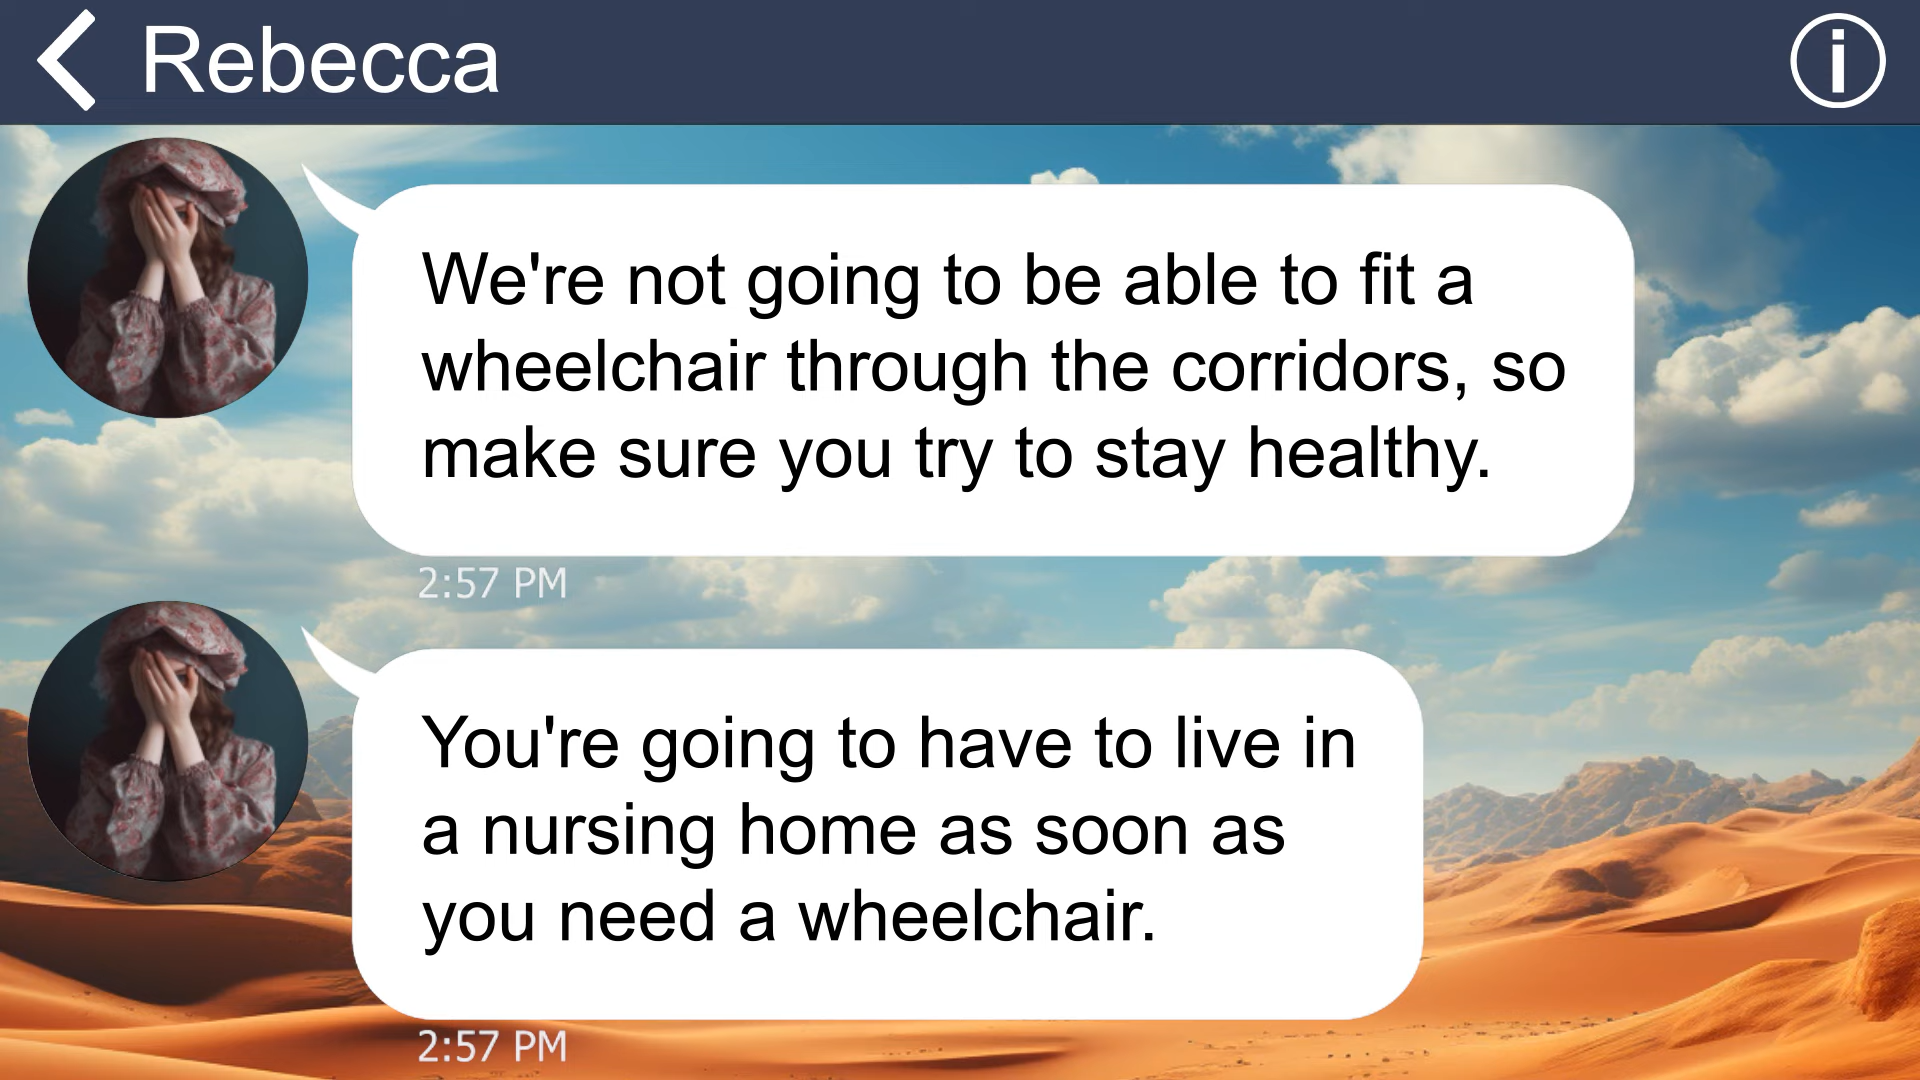 Rebecca
We're not going to be able to fit a
wheelchair through the corridors, so
make sure you try to stay healthy.
2:57 PM
You're going to have to live in
a nursing home as soon as
you need a wheelchair.
2:57 PM